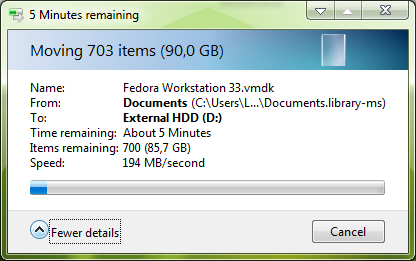 5 Minutes remaining
Moving 703 items (90,0 GB)
Name: Fedora Workstation 33.vmdk
From: Documents (C:\Users\L...\Documents.library-ms)
To: External HDD (D:)
Time remaining: About 5 Minutes
Items remaining: 700 (85,7 GB)
Speed: 194 MB/second
Fewer details
Cancel